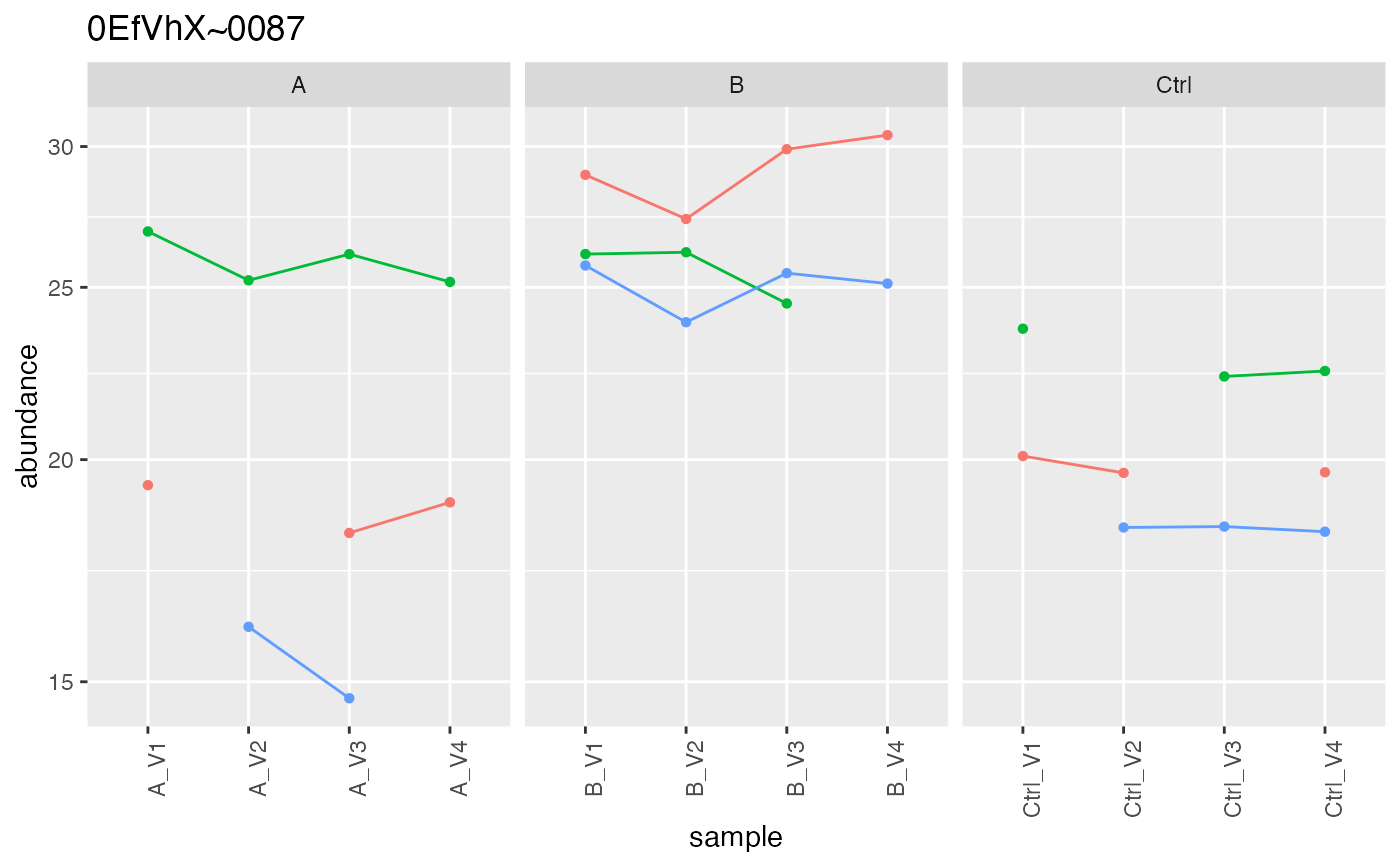 0EfVhX~0087
A B Ctrl
30
25
20
15
abundance
A_V1 A_V2 A_V3 A_V4 B_V1 B_V2 B_V3 B_V4 Ctrl_V1 Ctrl_V2 Ctrl_V3 Ctrl_V4
sample